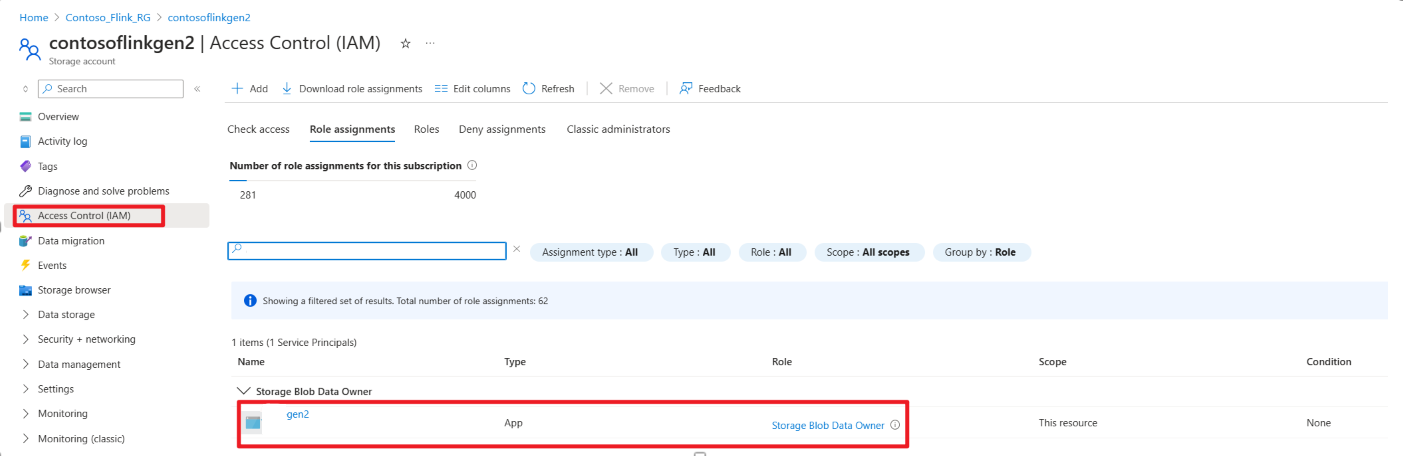 Home > Contoso_Flink_RG > contosoflinkgen2
contosoflinkgen2 | Access Control (IAM) ☆ ···
Storage account
Search «
Add Download role assignments Edit columns Refresh Remove Feedback
Overview
Activity log
Tags
Diagnose and solve problems
Access Control (IAM)
Data migration
Events
Storage browser
Data storage
Security + networking
Data management
Settings
Monitoring
Monitoring (classic)
Check access Role assignments Roles Deny assignments Classic administrators
Number of role assignments for this subscription
281 4000
Assignment type : All Type : All Role : All Scope : All scopes Group by : Role
Showing a filtered set of results. Total number of role assignments: 62
1 items (1 Service Principals)
Name Type Role Scope Condition
Storage Blob Data Owner
gen2 App Storage Blob Data Owner This resource None